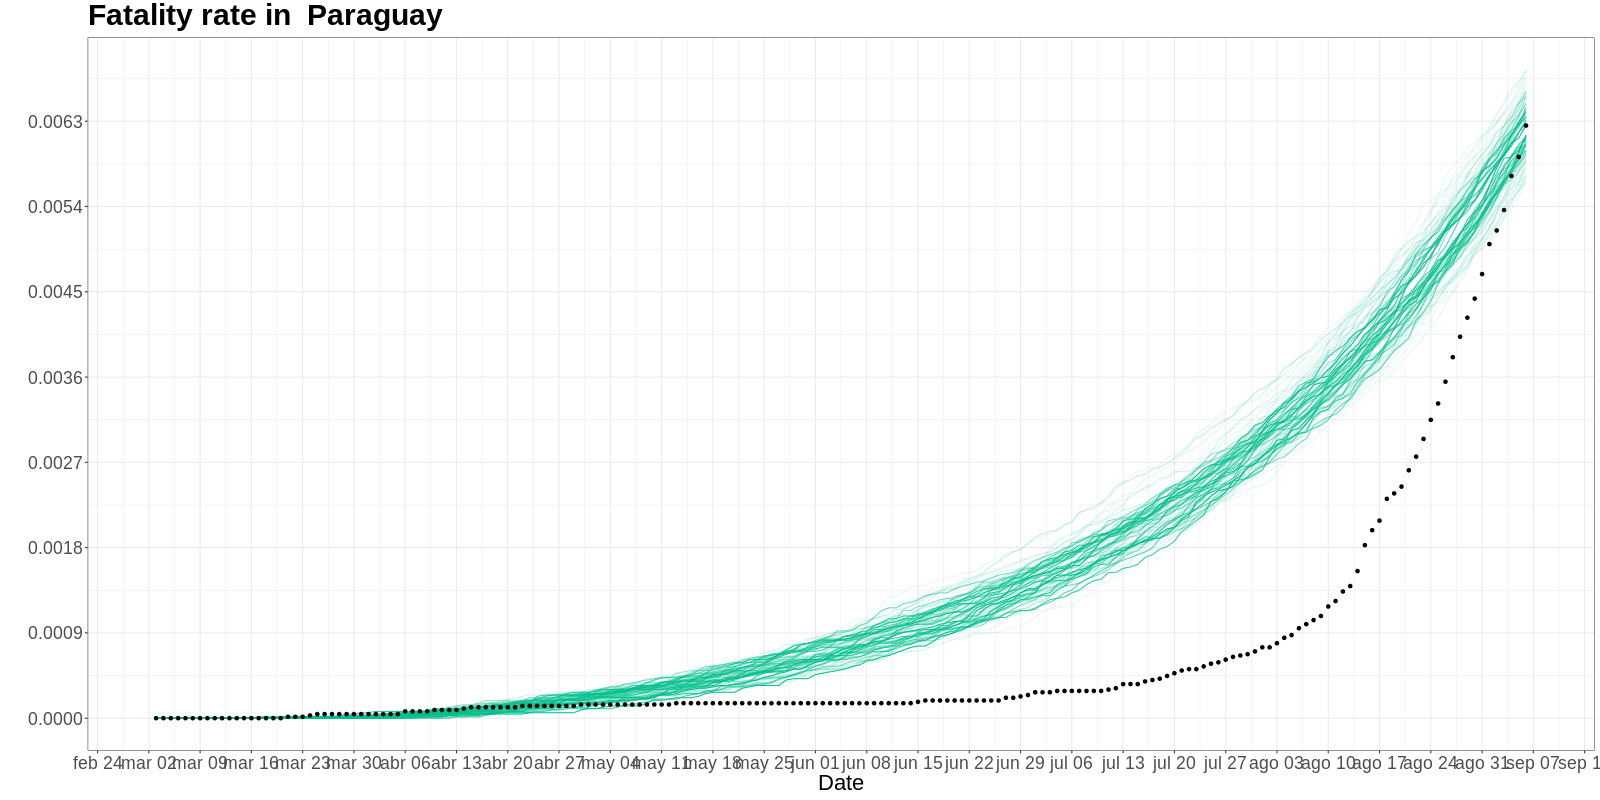 Fatality rate in  Paraguay
0.0063
0.0054
0.0045
0.0036
0.0027
0.0018
0.0009
0.0000
feb 24 mar 02 mar 09 mar 16 mar 23 mar 30 abr 06 abr 13 abr 20 abr 27 may 04 may 11 may 18 may 25 jun 01 jun 08 jun 15 jun 22 jun 29 jul 06 jul 13 jul 20 jul 27 ago 03 ago 10 ago 17 ago 24 ago 31 sep 07 sep 1
Date